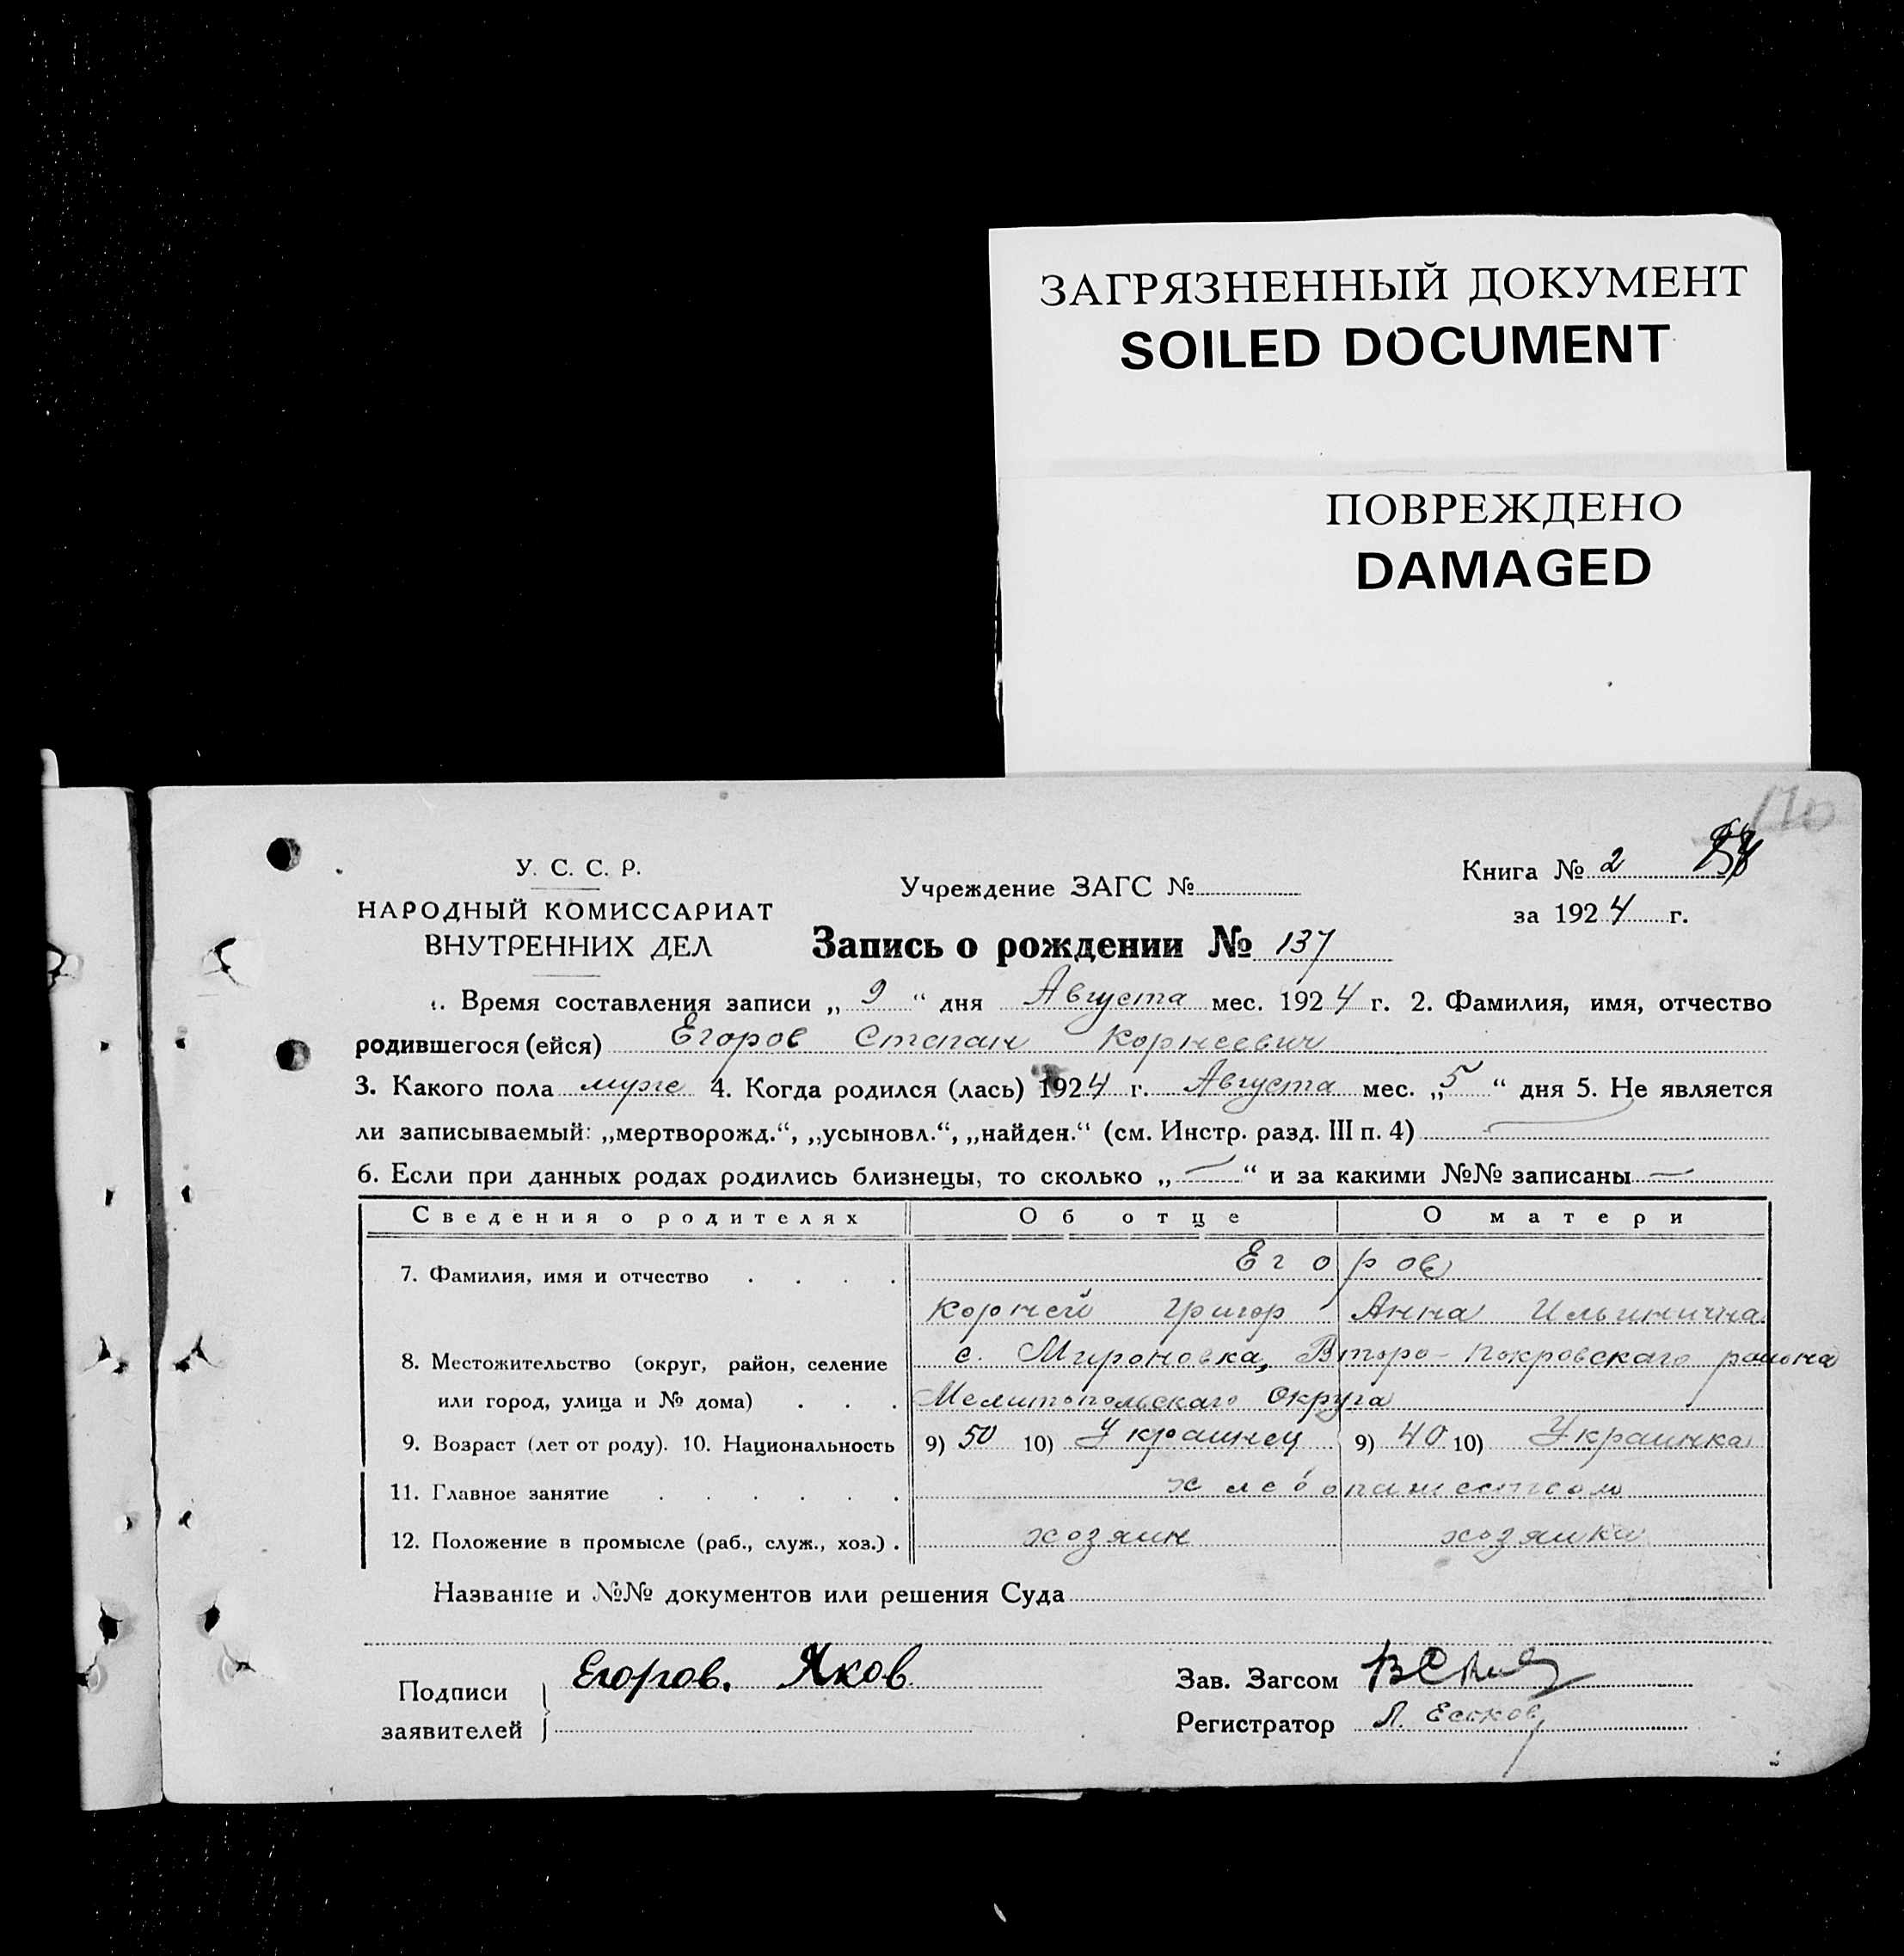 ЗАГРЯЗНЕННЫЙ ДОКУМЕНТ
SOILED DOCUMENT
ПОВРЕЖДЕНО
DAMAGED
У. С. С. Р.
НАРОДНЫЙ КОМИССАРИАТ
ВНУТРЕННИХ ДЕЛ
Учреждение ЗАГС №
Книга № 2
за 1924 г.
Запись о рождении № 137
1. Время составления записи „ 9 “ дня Августа мес. 1924 г. 2. Фамилия, имя, отчество
родившегося (ейся) Егоров Степан Корнеевич
3. Какого пола муже 4. Когда родился (лась) 1924 г. Августа мес. „5“ дня 5. Не является
ли записываемый: „мертворожд.“, „усыновл.“, „найден.“ (см. Инстр. разд. III п. 4)
6. Если при данных родах родились близнецы, то сколько „—“ и за какими №№ записаны —
Сведения о родителях Об отце О матери
7. Фамилия, имя и отчество . . . . Егоров
Корней Григор Анна Ильинична
8. Местожительство (округ, район, селение с. Мироновка, Второ-Покровскаго района
или город, улица и № дома) . . . Мелитопольскаго Округа
9. Возраст (лет от роду). 10. Национальность 9) 50 10) Украинец 9) 40 10) Украинка
11. Главное занятие . . . . . . хлебопашеством
12. Положение в промысле (раб., служ., хоз.) . хозяин хозяйка
Название и №№ документов или решения Суда
Подписи
заявителей
Егоров. Яков
Зав. Загсом
Регистратор Л.